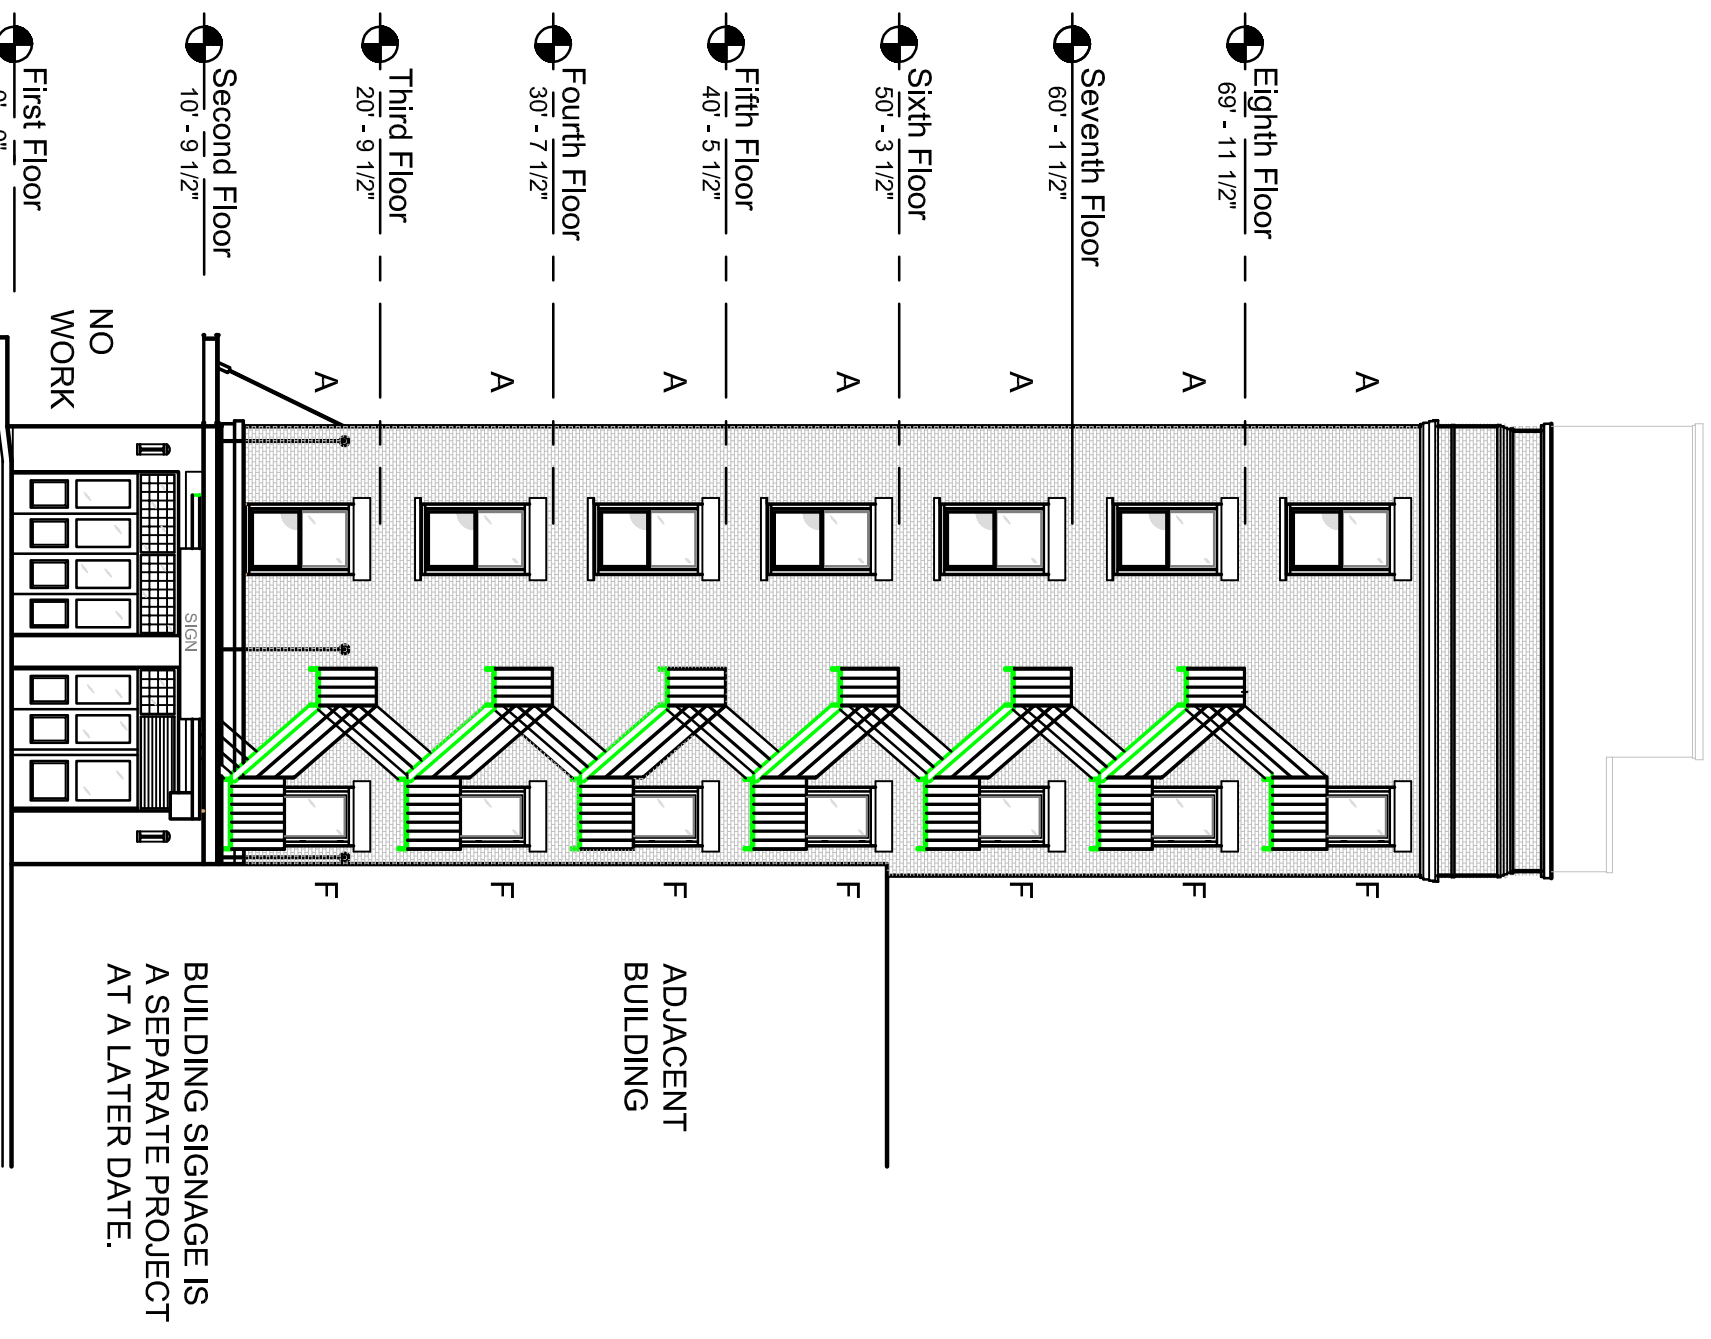 Eighth Floor
69' - 11 1/2"
A
F
Seventh Floor
60' - 1 1/2"
A
F
Sixth Floor
50' - 3 1/2"
A
F
Fifth Floor
40' - 5 1/2"
A
F
Fourth Floor
30' - 7 1/2"
A
F
Third Floor
20' - 9 1/2"
A
F
Second Floor
10' - 9 1/2"
A
F
First Floor
NO
WORK
SIGN
ADJACENT
BUILDING
BUILDING SIGNAGE IS
A SEPARATE PROJECT
AT A LATER DATE.